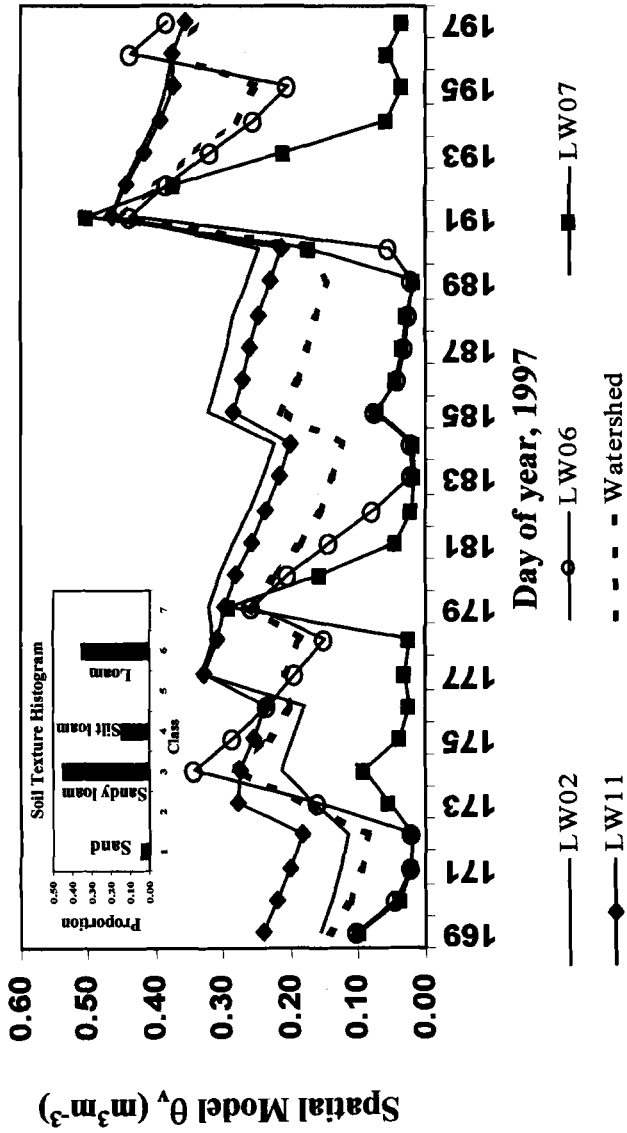 Spatial Model θv (m³m⁻³)
0.60
0.50
0.40
0.30
0.20
0.10
0.00
Soil Texture Histogram
Proportion
0.50
0.40
0.30
0.20
0.10
0.00
Sand
Sandy loam
Silt loam
Loam
1 2 3 4 5 6 7
Class
169 171 173 175 177 179 181 183 185 187 189 191 193 195 197
Day of year, 1997
LW02
LW06
LW07
LW11
Watershed